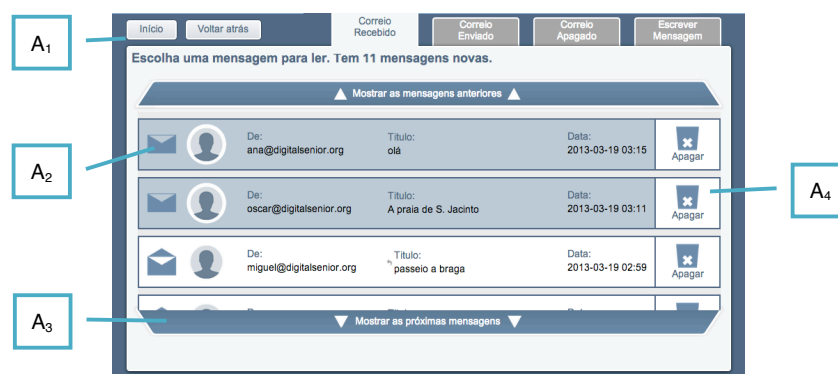 A1
Início Voltar atrás Correio Recebido Correio Enviado Correio Apagado Escrever Mensagem
Escolha uma mensagem para ler. Tem 11 mensagens novas.
Mostrar as mensagens anteriores
A2
De: Título: Data:
ana@digitalsenior.org olá 2013-03-19 03:15
Apagar
A4
De: Título: Data:
oscar@digitalsenior.org A praia de S. Jacinto 2013-03-19 03:11
Apagar
De: Título: Data:
miguel@digitalsenior.org passeio a braga 2013-03-19 02:59
Apagar
A3
Mostrar as próximas mensagens